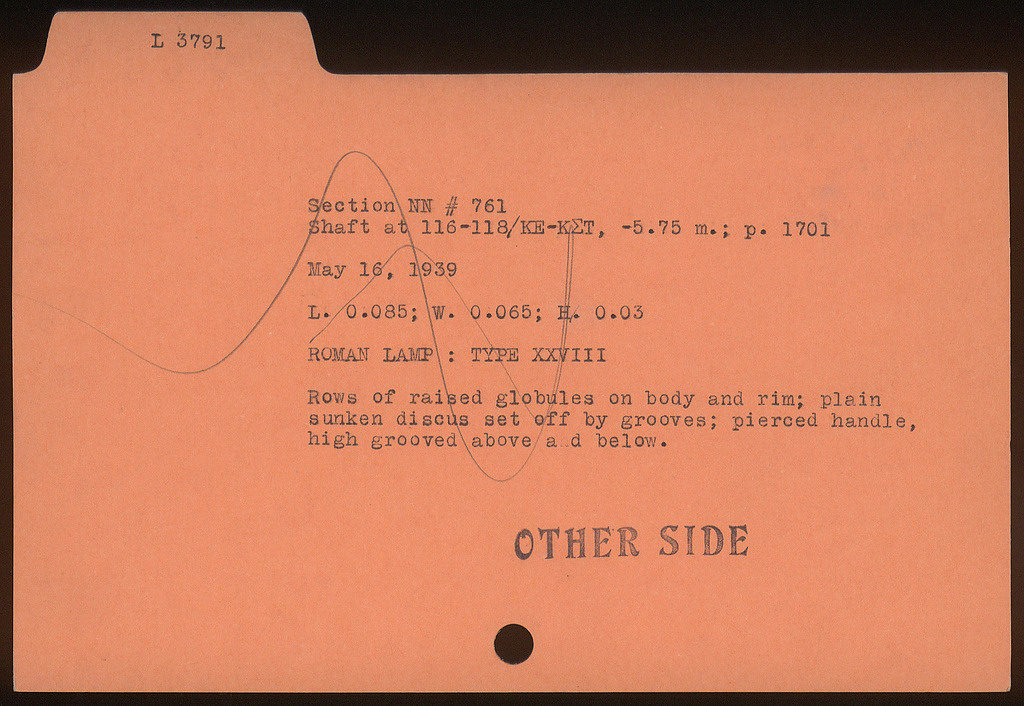 L 3791
Section NN # 761
Shaft at 116-118/ΚΕ-ΚΣΤ, -5.75 m.; p. 1701
May 16, 1939
L. 0.085; W. 0.065; H. 0.03
ROMAN LAMP : TYPE XXVIII
Rows of raised globules on body and rim; plain
sunken discus set off by grooves; pierced handle,
high grooved above a d below.
OTHER SIDE